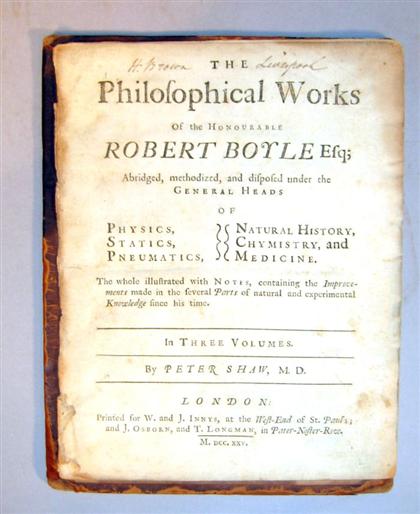 H. Brown THE Liverpool
Philoſophical Works
Of the HONOURABLE
ROBERT BOYLE Eſq;
Abridged, methodized, and diſpoſed under the
GENERAL HEADS
OF
PHYSICS, NATURAL HISTORY,
STATICS, CHYMISTRY, and
PNEUMATICS, MEDICINE.
The whole illuſtrated with NOTES, containing the Improve-
ments made in the ſeveral Parts of natural and experimental
Knowledge ſince his time.
In THREE VOLUMES.
By PETER SHAW, M. D.
LONDON:
Printed for W. and J. INNYS, at the Weſt-End of St. Paul's;
and J. OSBORN, and T. LONGMAN, in Pater-Noſter-Row.
M. DCC. XXV.